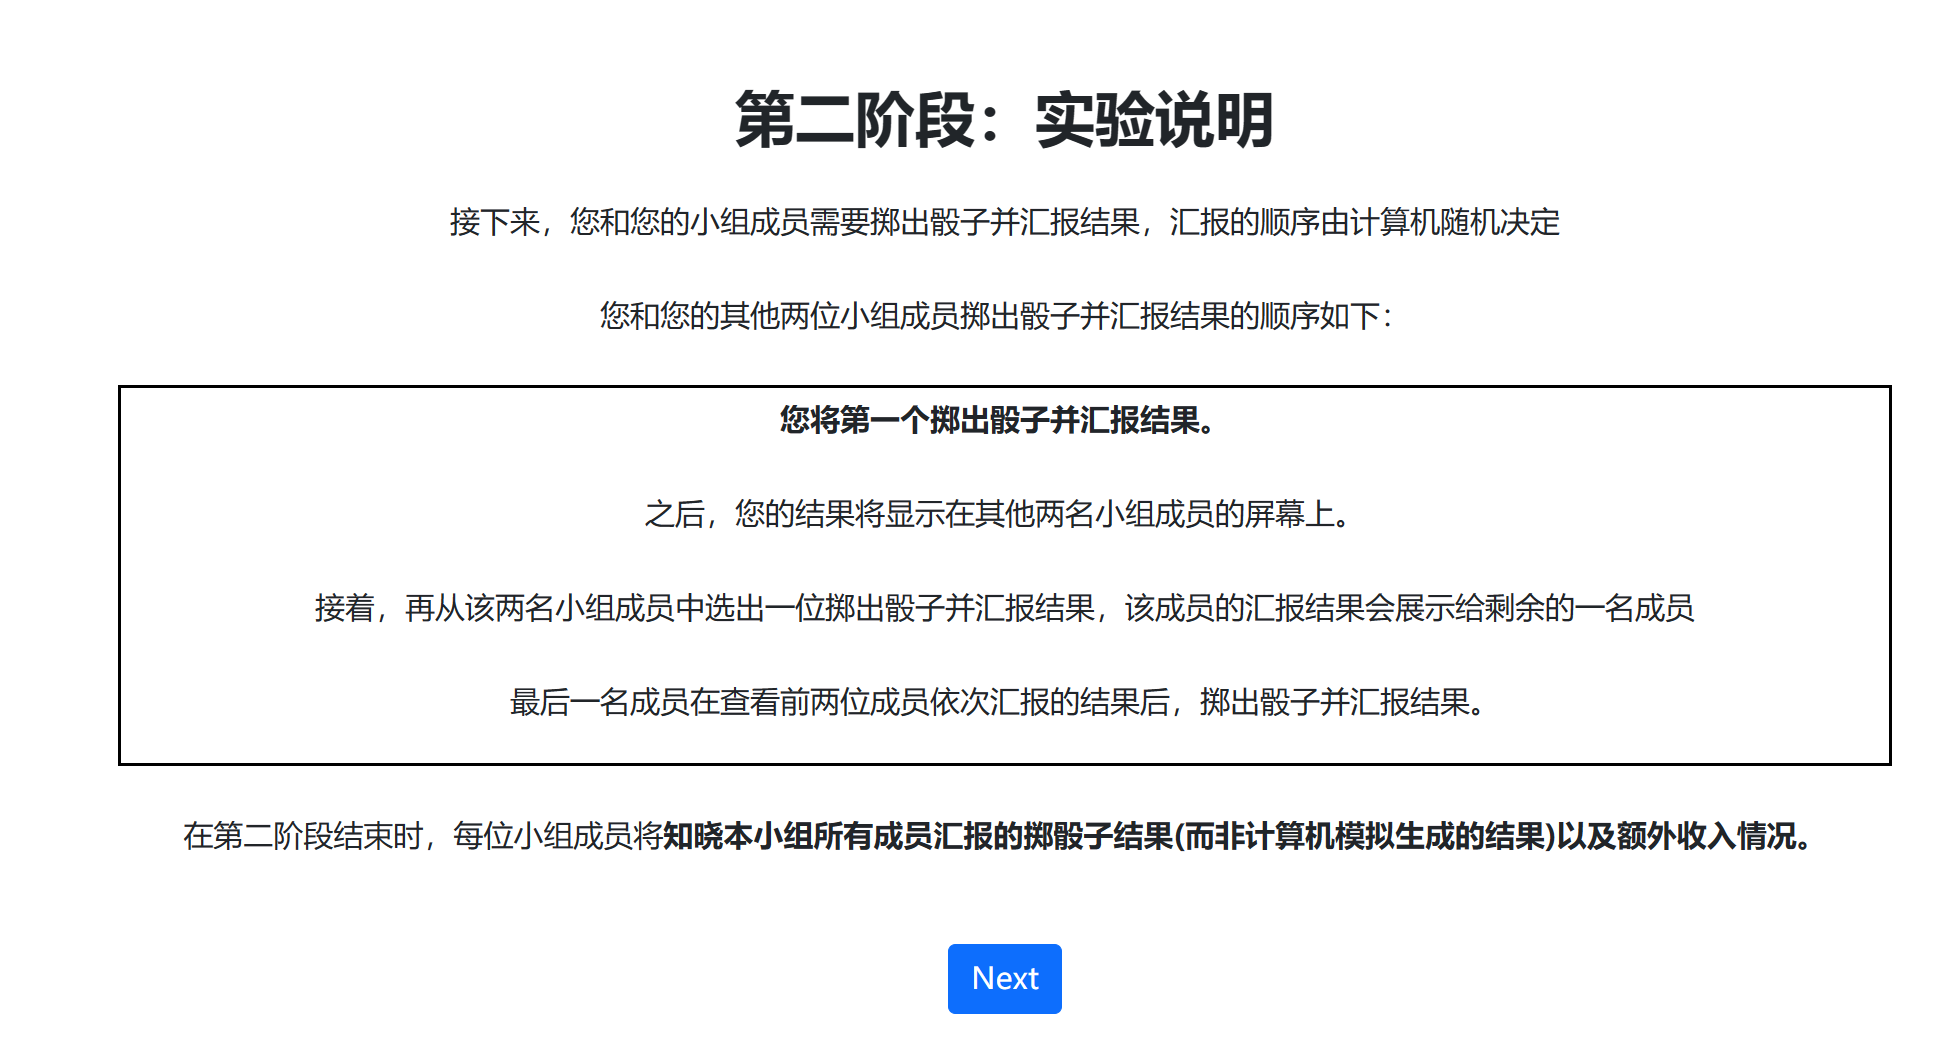 第二阶段：实验说明
接下来，您和您的小组成员需要掷出骰子并汇报结果，汇报的顺序由计算机随机决定
您和您的其他两位小组成员掷出骰子并汇报结果的顺序如下：
您将第一个掷出骰子并汇报结果。
之后，您的结果将显示在其他两名小组成员的屏幕上。
接着，再从该两名小组成员中选出一位掷出骰子并汇报结果，该成员的汇报结果会展示给剩余的一名成员
最后一名成员在查看前两位成员依次汇报的结果后，掷出骰子并汇报结果。
在第二阶段结束时，每位小组成员将知晓本小组所有成员汇报的掷骰子结果(而非计算机模拟生成的结果)以及额外收入情况。
Next